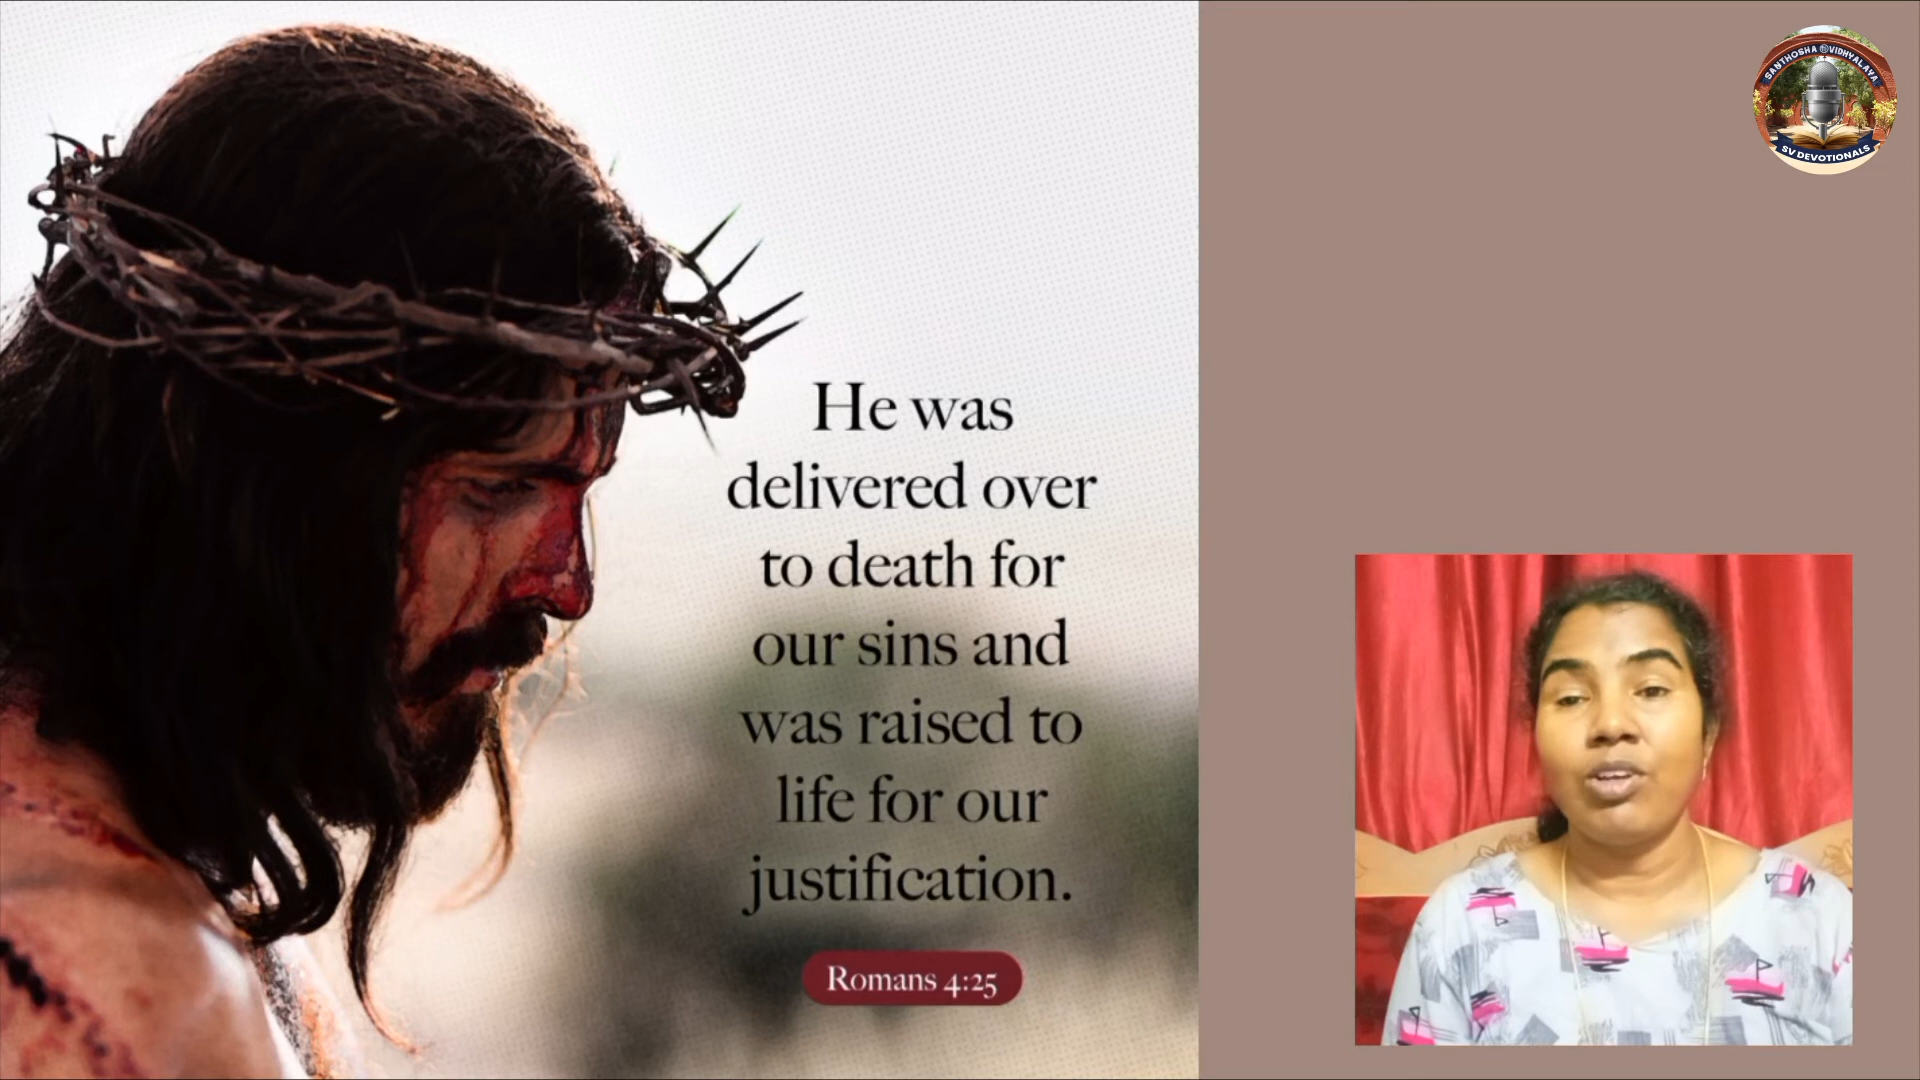 He was
delivered over
to death for
our sins and
was raised to
life for our
justification.
Romans 4:25
SANTHOSHA VIDHYALAYA
SV DEVOTIONALS